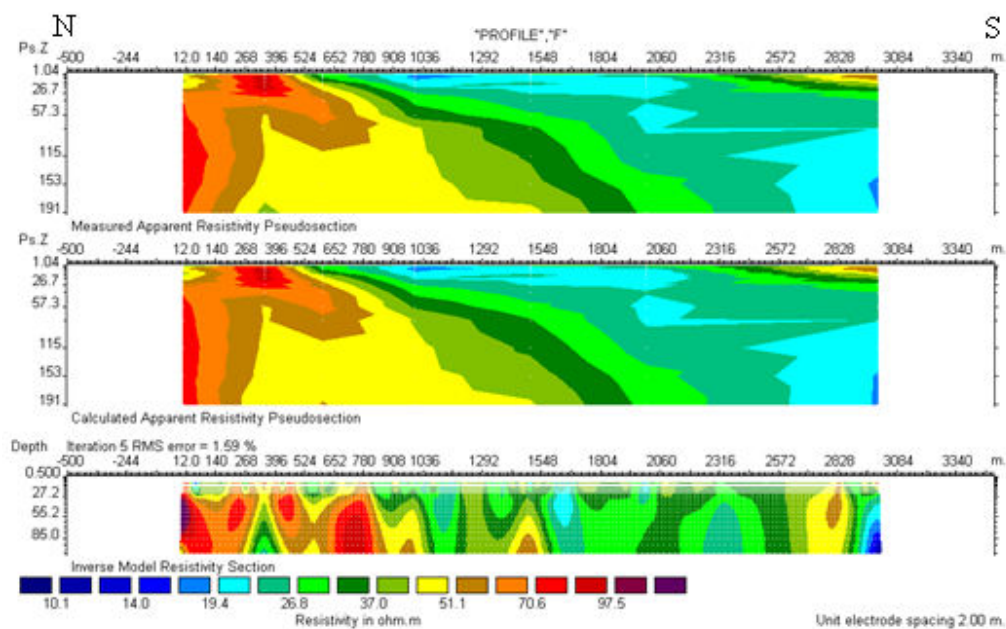 N
S
"PROFILE","F"
Ps.Z
-500 -244 12.0 140 268 396 524 652 780 908 1036 1292 1548 1804 2060 2316 2572 2828 3084 3340 m.
1.04
26.7
57.3
115.
153.
191.
Measured Apparent Resistivity Pseudosection
Ps.Z
-500 -244 12.0 140 268 396 524 652 780 908 1036 1292 1548 1804 2060 2316 2572 2828 3084 3340 m.
1.04
26.7
57.3
115.
153.
191.
Calculated Apparent Resistivity Pseudosection
Depth Iteration 5 RMS error = 1.59 %
-500 -244 12.0 140 268 396 524 652 780 908 1036 1292 1548 1804 2060 2316 2572 2828 3084 3340 m.
0.500
27.2
55.2
85.0
Inverse Model Resistivity Section
10.1 14.0 19.4 26.8 37.0 51.1 70.6 97.5
Resistivity in ohm.m
Unit electrode spacing 2.00 m.